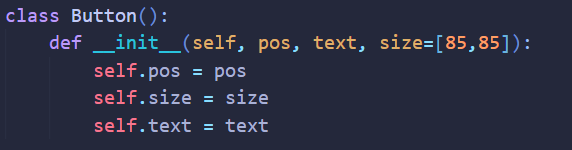 class Button():
    def __init__(self, pos, text, size=[85,85]):
        self.pos = pos
        self.size = size
        self.text = text